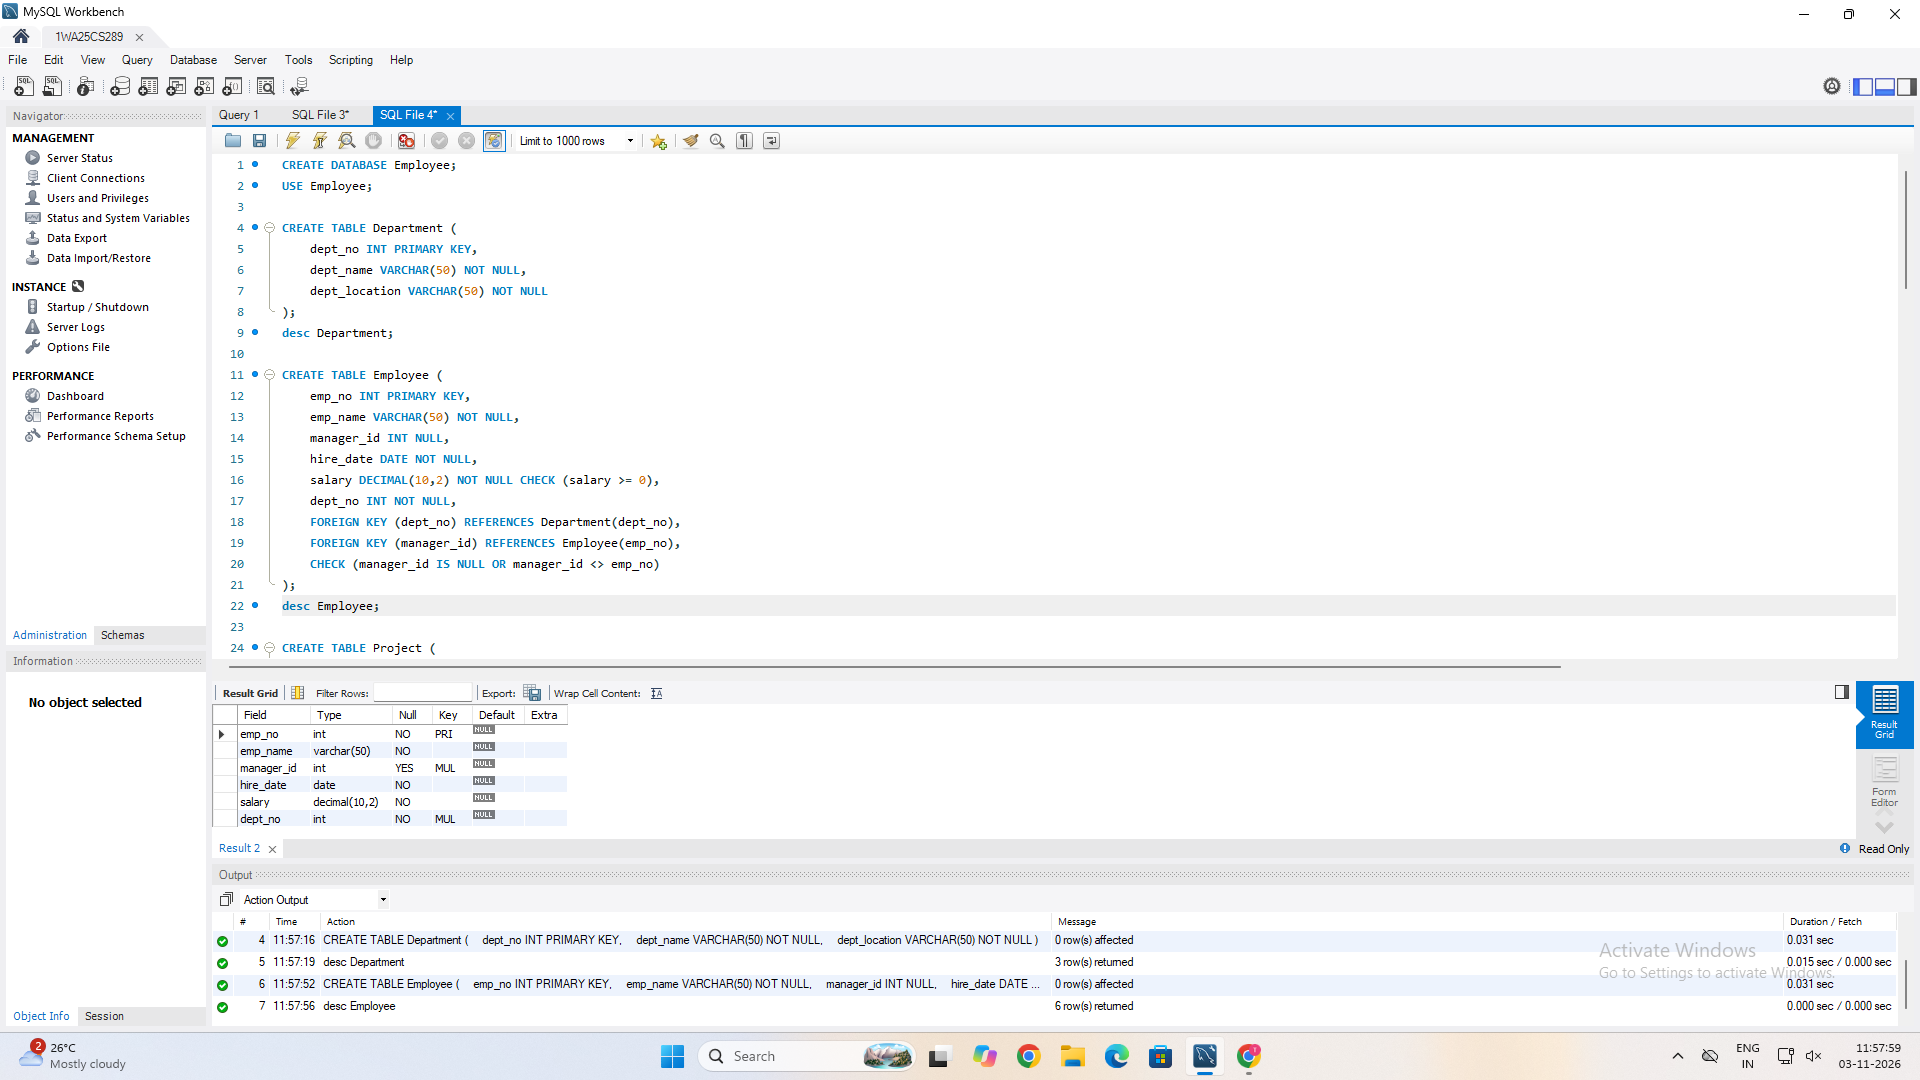 MySQL Workbench
1WA25CS289
File Edit View Query Database Server Tools Scripting Help
Navigator
MANAGEMENT
Server Status
Client Connections
Users and Privileges
Status and System Variables
Data Export
Data Import/Restore
INSTANCE
Startup / Shutdown
Server Logs
Options File
PERFORMANCE
Dashboard
Performance Reports
Performance Schema Setup
Administration Schemas
Information
No object selected
Object Info Session
Query 1 SQL File 3* SQL File 4*
Limit to 1000 rows
1 CREATE DATABASE Employee;
2 USE Employee;
3
4 CREATE TABLE Department (
5 dept_no INT PRIMARY KEY,
6 dept_name VARCHAR(50) NOT NULL,
7 dept_location VARCHAR(50) NOT NULL
8 );
9 desc Department;
10
11 CREATE TABLE Employee (
12 emp_no INT PRIMARY KEY,
13 emp_name VARCHAR(50) NOT NULL,
14 manager_id INT NULL,
15 hire_date DATE NOT NULL,
16 salary DECIMAL(10,2) NOT NULL CHECK (salary >= 0),
17 dept_no INT NOT NULL,
18 FOREIGN KEY (dept_no) REFERENCES Department(dept_no),
19 FOREIGN KEY (manager_id) REFERENCES Employee(emp_no),
20 CHECK (manager_id IS NULL OR manager_id <> emp_no)
21 );
22 desc Employee;
23
24 CREATE TABLE Project (
Result Grid Filter Rows: Export: Wrap Cell Content:
Field Type Null Key Default Extra
emp_no int NO PRI NULL
emp_name varchar(50) NO NULL
manager_id int YES MUL NULL
hire_date date NO NULL
salary decimal(10,2) NO NULL
dept_no int NO MUL NULL
Result Grid
Form Editor
Result 2
Read Only
Output
Action Output
# Time Action Message Duration / Fetch
4 11:57:16 CREATE TABLE Department ( dept_no INT PRIMARY KEY, dept_name VARCHAR(50) NOT NULL, dept_location VARCHAR(50) NOT NULL ) 0 row(s) affected 0.031 sec
5 11:57:19 desc Department 3 row(s) returned 0.015 sec / 0.000 sec
6 11:57:52 CREATE TABLE Employee ( emp_no INT PRIMARY KEY, emp_name VARCHAR(50) NOT NULL, manager_id INT NULL, hire_date DATE ... 0 row(s) affected 0.031 sec
7 11:57:56 desc Employee 6 row(s) returned 0.000 sec / 0.000 sec
Activate Windows
Go to Settings to activate Windows.
2
26°C
Mostly cloudy
Search
ENG
IN
11:57:59
03-11-2026